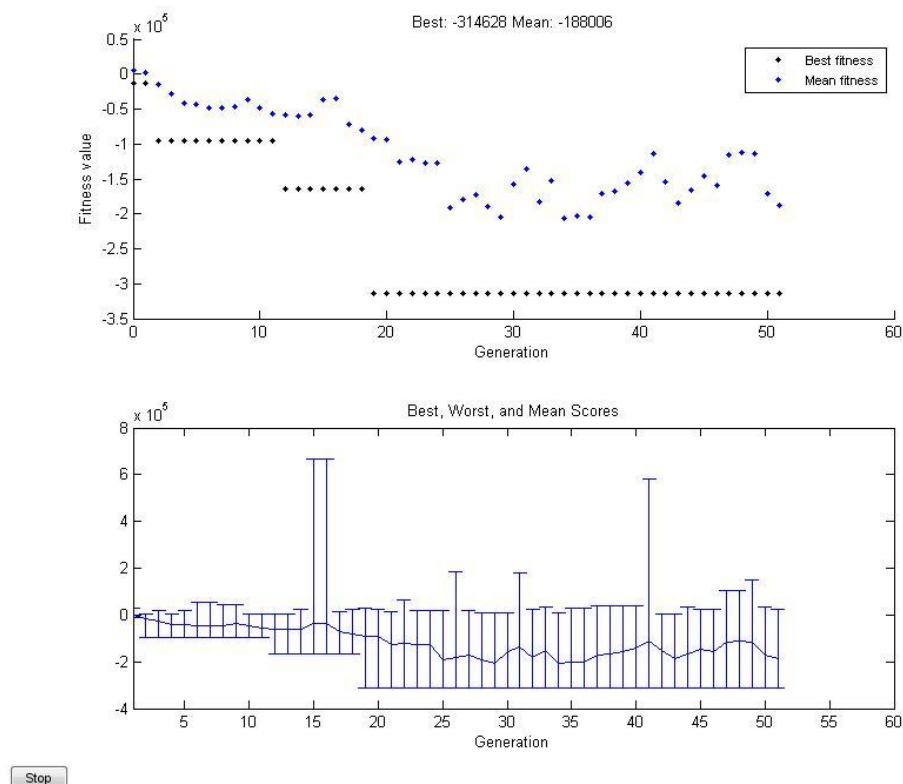 Best: -314628 Mean: -188006
x 10^5
0.5
0
-0.5
-1
-1.5
-2
-2.5
-3
-3.5
Fitness value
Best fitness
Mean fitness
0 10 20 30 40 50 60
Generation
Best, Worst, and Mean Scores
x 10^5
8
6
4
2
0
-2
-4
5 10 15 20 25 30 35 40 45 50 55 60
Generation
Stop